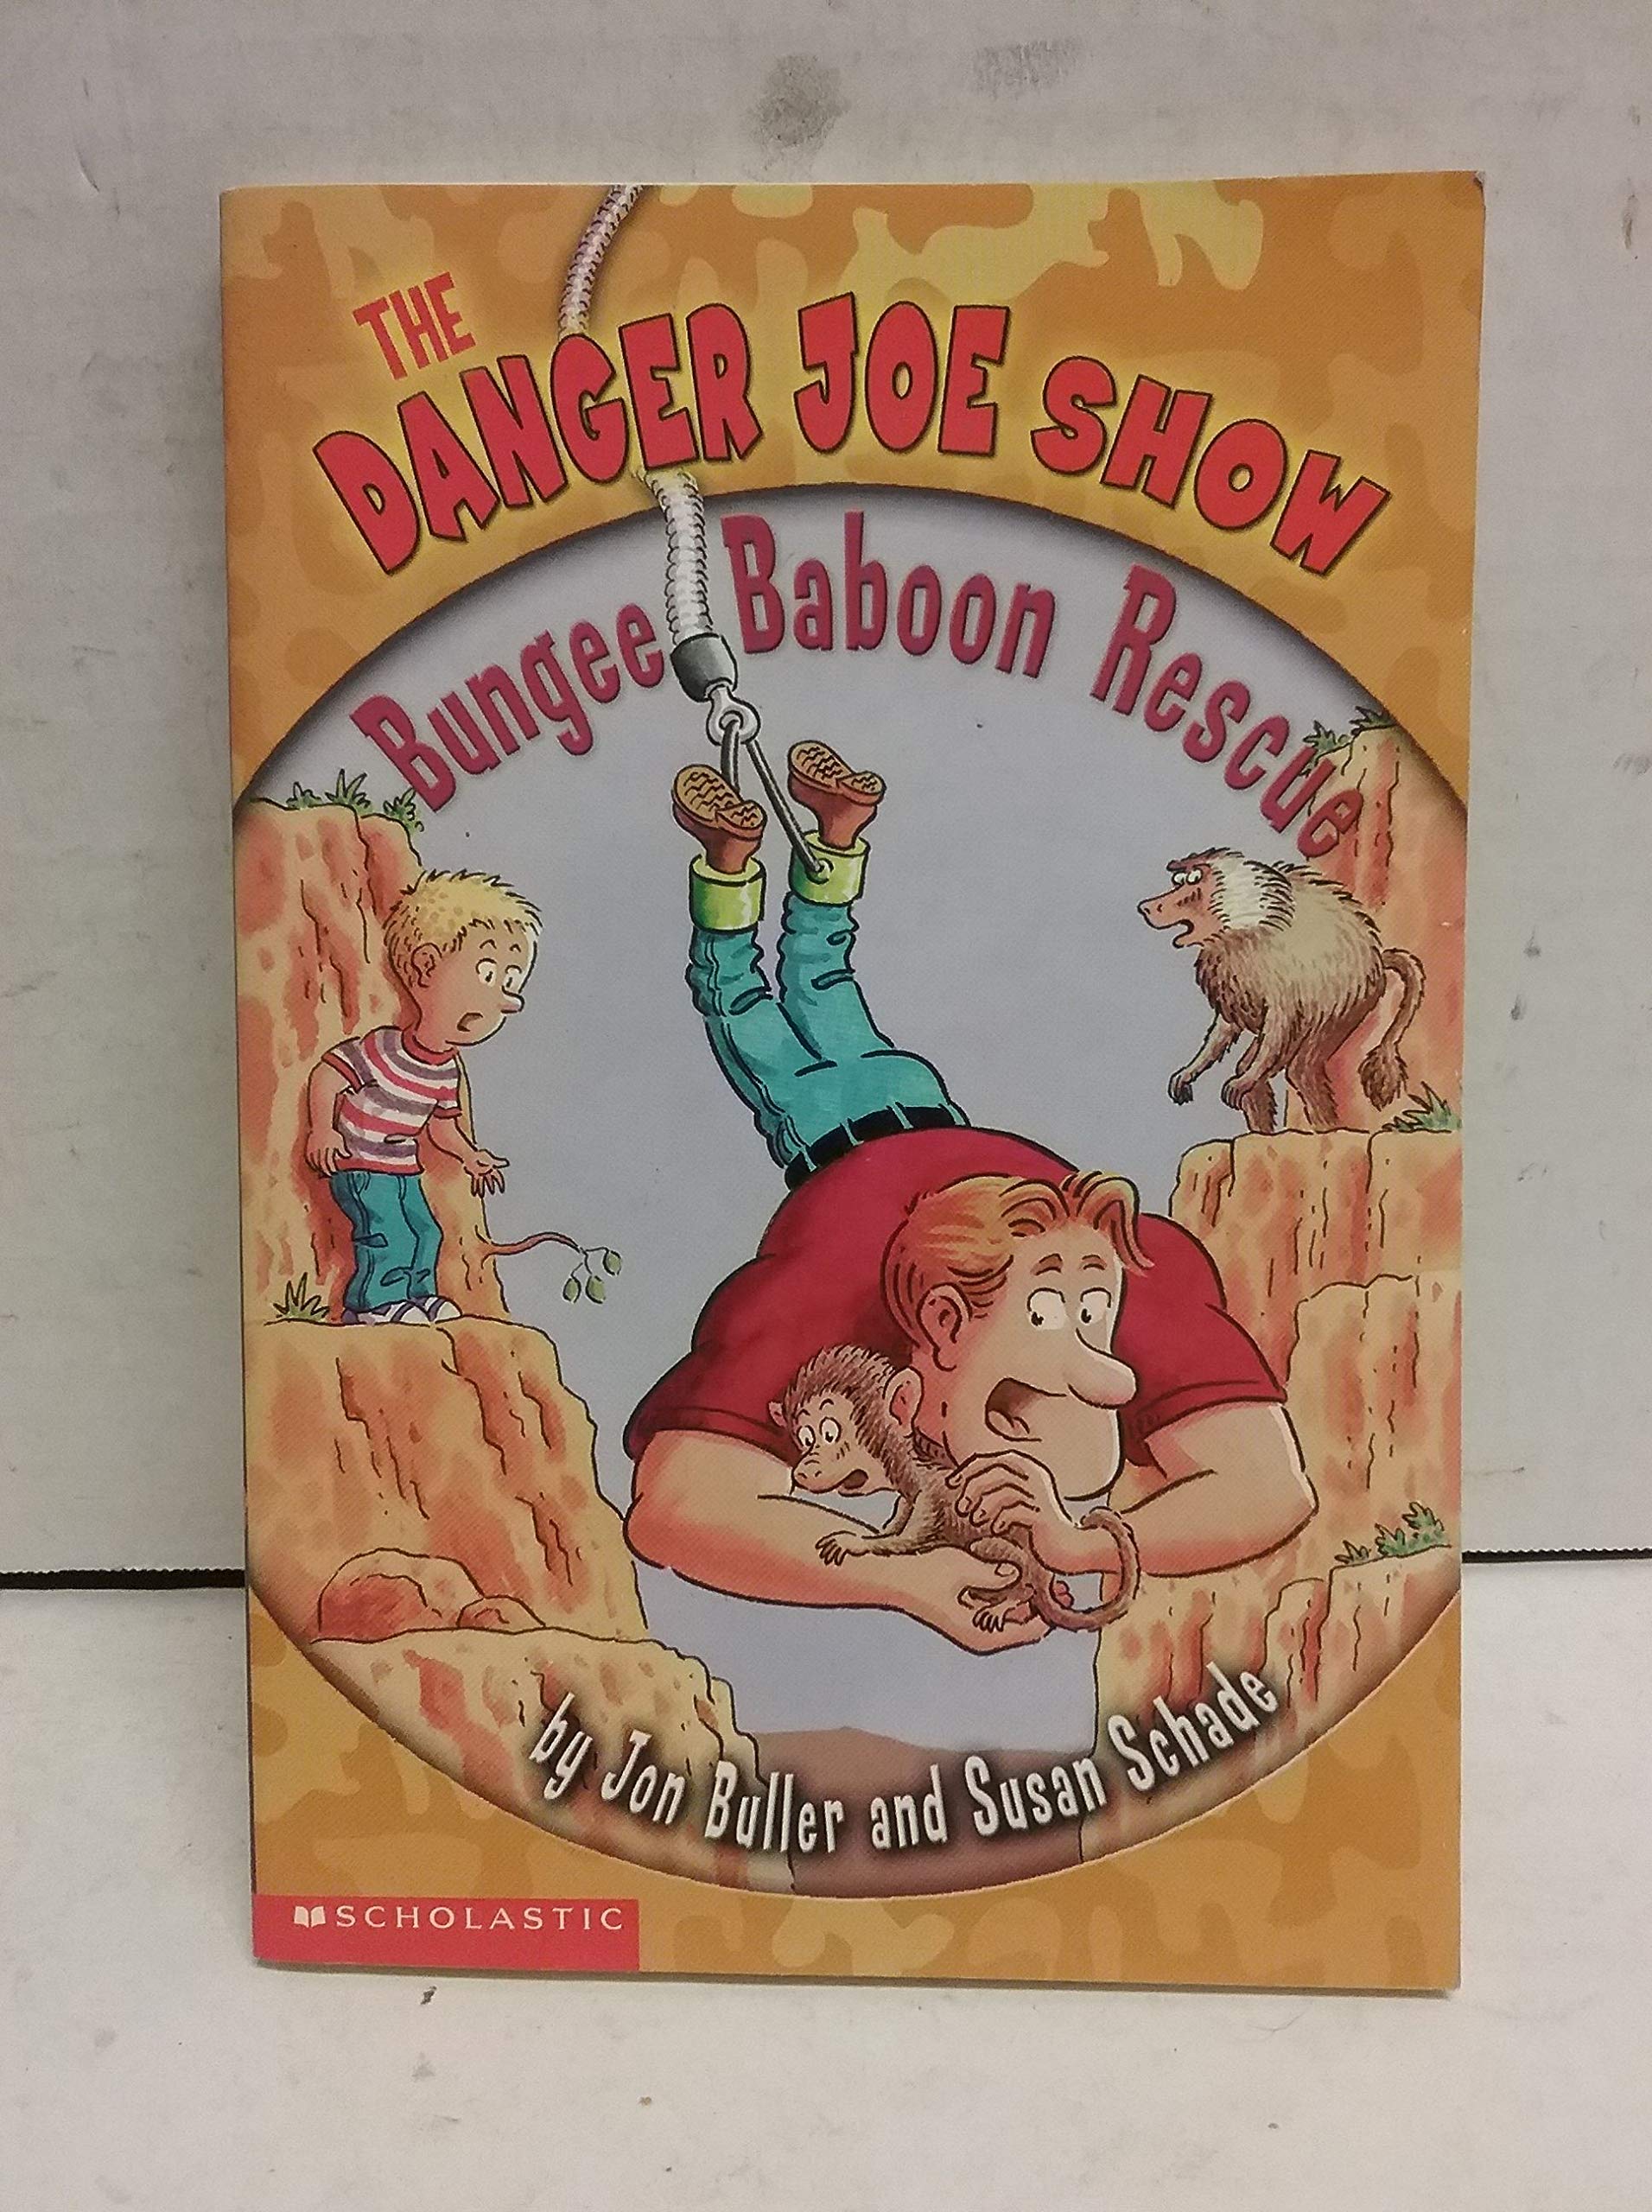 THE
DANGER JOE SHOW
Bungee Baboon Rescue
by Jon Buller and Susan Schade
SCHOLASTIC